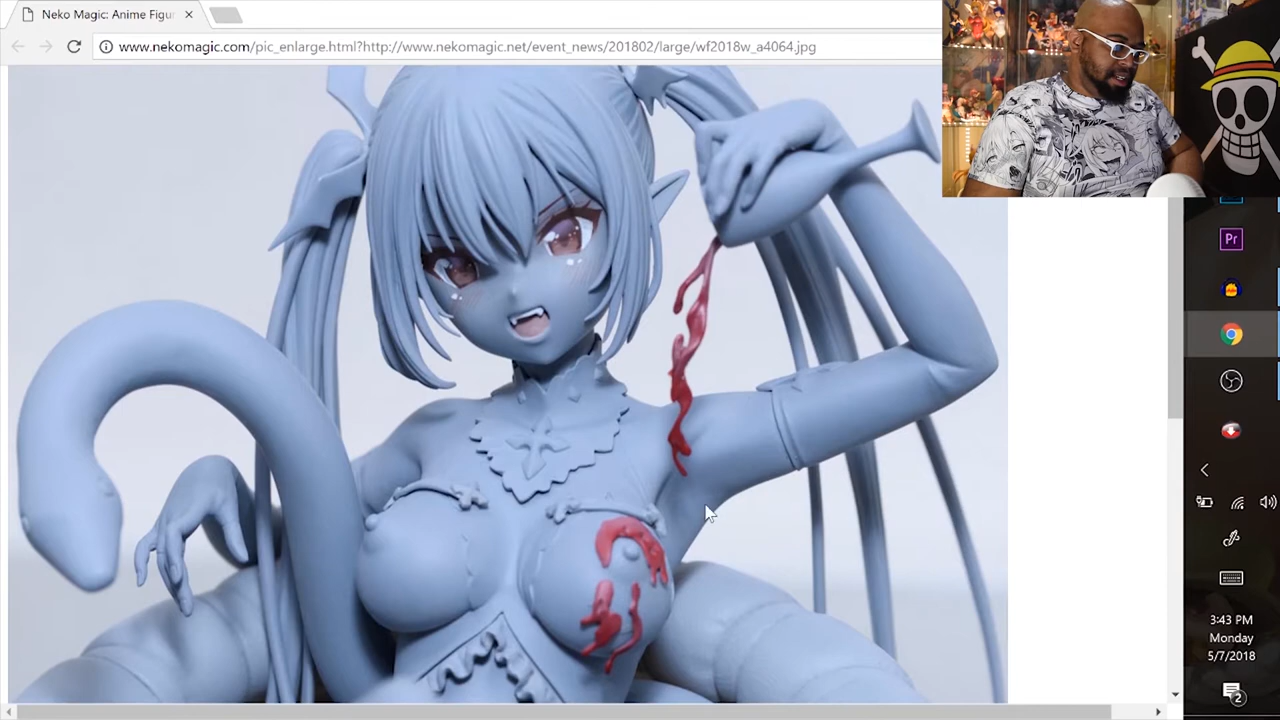 Neko Magic: Anime Figur
www.nekomagic.com/pic_enlarge.html?http://www.nekomagic.net/event_news/201802/large/wf2018w_a4064.jpg
Pr
3:43 PM
Monday
5/7/2018
2